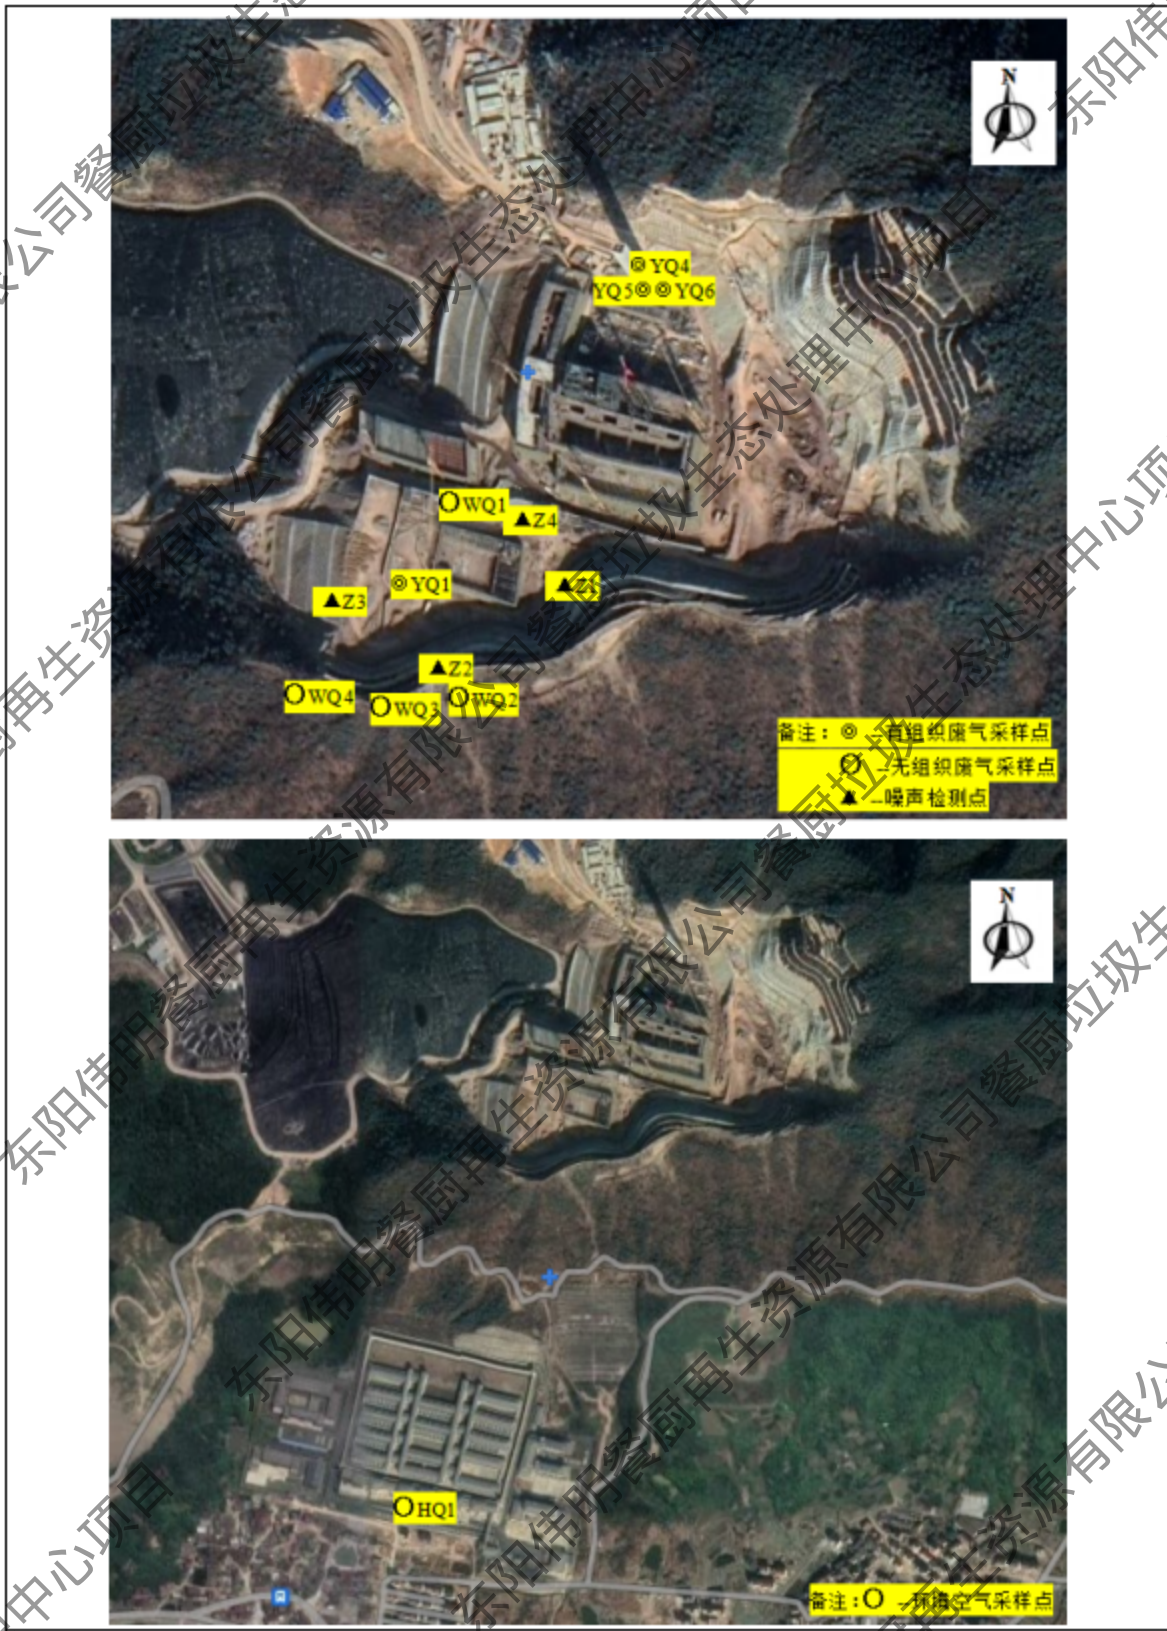 N
◎YQ4
YQ5◎◎YQ6
○WQ1
▲Z4
◎YQ1
▲Z1
▲Z3
▲Z2
○WQ4
○WQ3
○WQ2
备注：◎ --有组织废气采样点
○ --无组织废气采样点
▲ --噪声检测点
N
○HQ1
备注：○ --环境空气采样点
东阳伟明餐厨再生资源有限公司餐厨垃圾生态处理中心项目